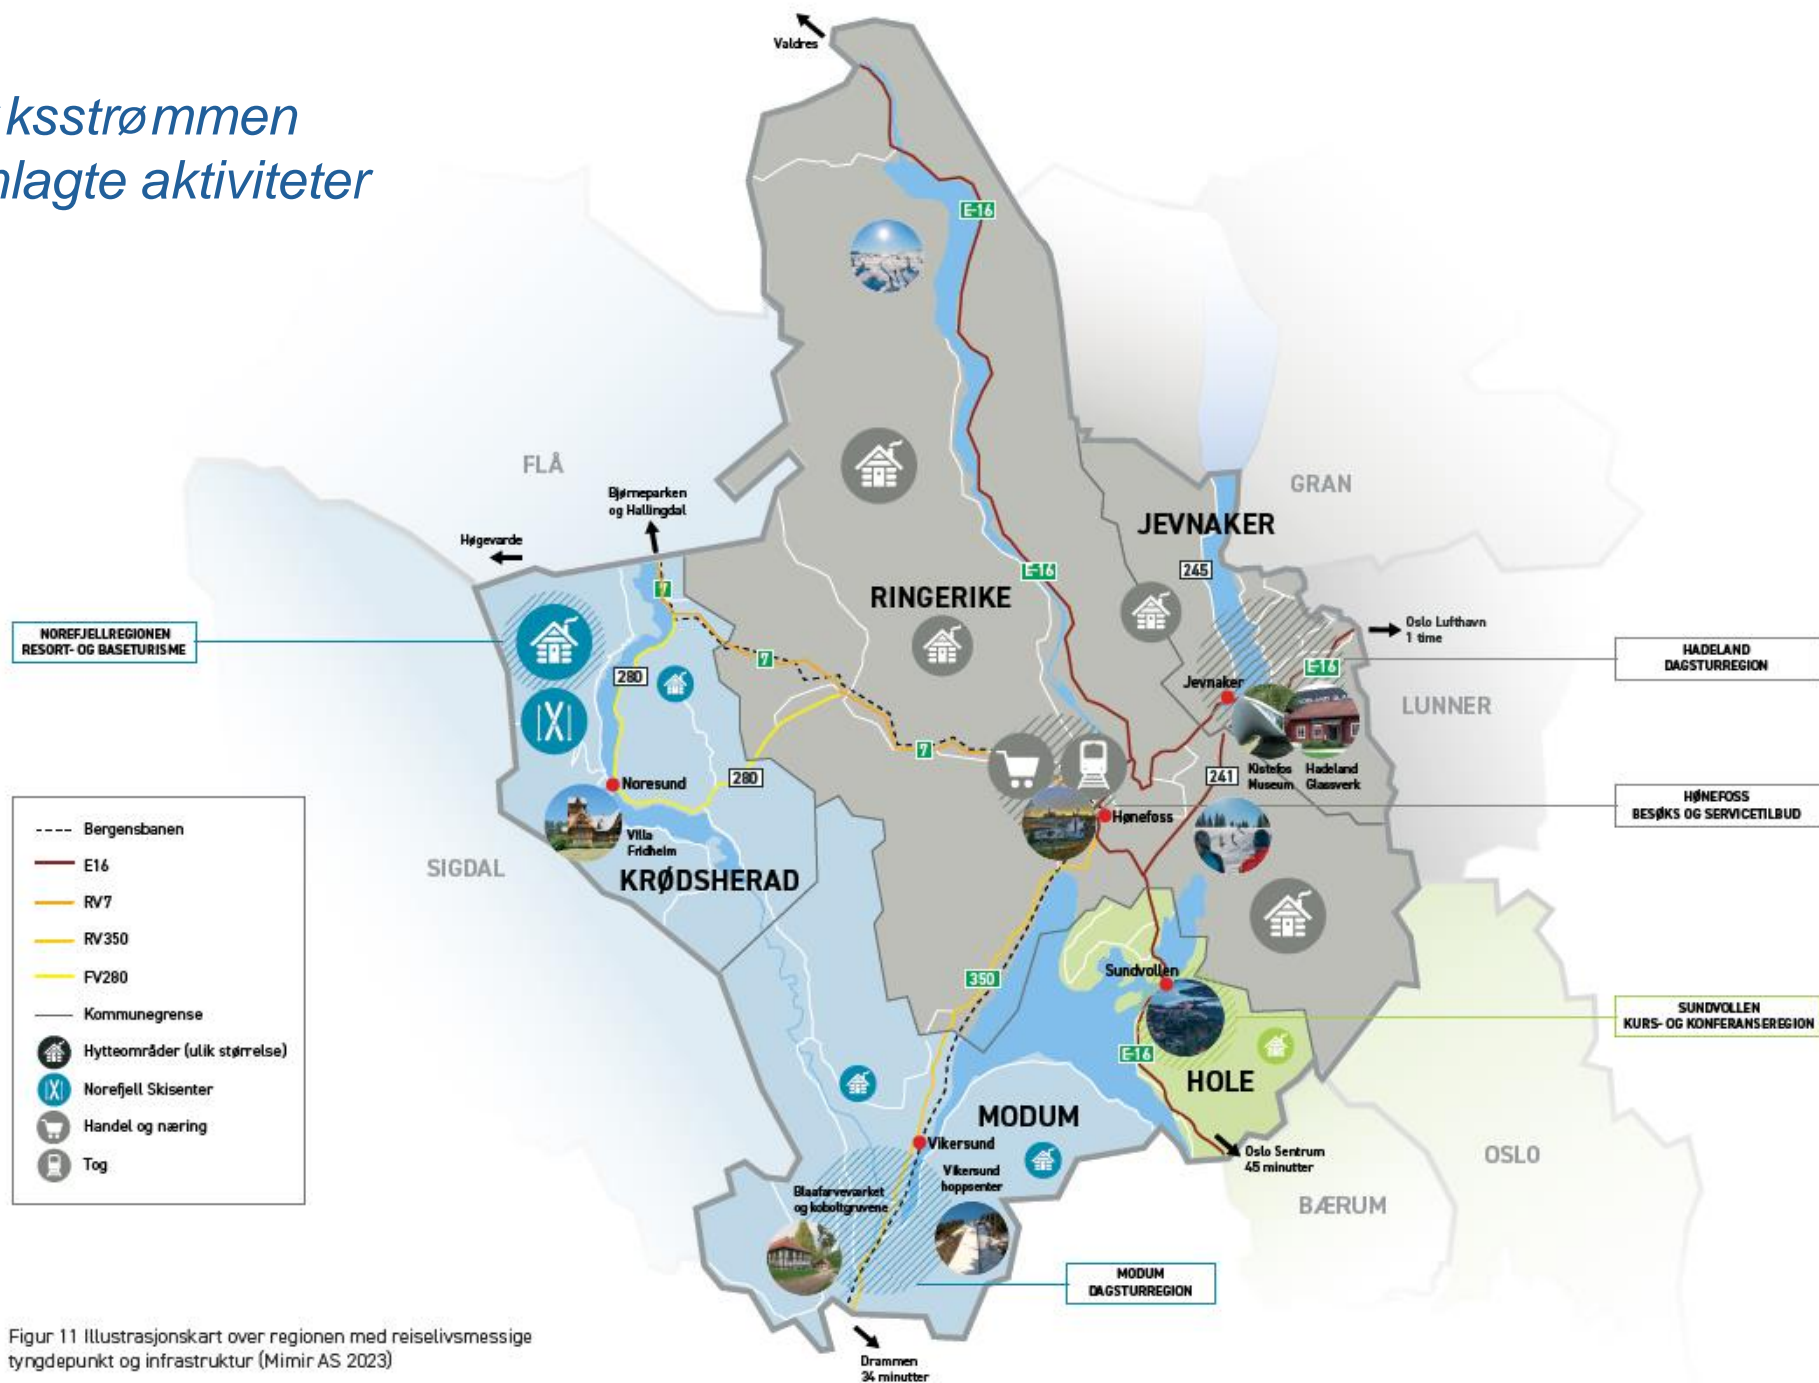 ksstrømmen
nlagte aktiviteter
Valdres
E-16
FLÅ
GRAN
Bjørneparken
og Hallingdal
Høgevarde
JEVNAKER
245
E-16
7
RINGERIKE
Oslo Lufthavn
1 time
NOREFJELLREGIONEN
RESORT- OG BASETURISME
HADELAND
DAGSTURREGION
7
E-16
280
Jevnaker
LUNNER
7
280
241
Kistefos
Museum
Hadeland
Glassverk
Noresund
Hønefoss
HØNEFOSS
BESØKS OG SERVICETILBUD
Villa
Fridheim
SIGDAL
KRØDSHERAD
Bergensbanen
E16
RV7
RV350
FV280
Kommunegrense
Hytteområder (ulik størrelse)
Norefjell Skisenter
Handel og næring
Tog
350
Sundvollen
SUNDVOLLEN
KURS- OG KONFERANSEREGION
E-16
HOLE
MODUM
Vikersund
Oslo Sentrum
45 minutter
OSLO
BÆRUM
Vikersund
hoppsenter
Blaafarveværket
og koboltgruvene
MODUM
DAGSTURREGION
Drammen
34 minutter
Figur 11 Illustrasjonskart over regionen med reiselivsmessige
tyngdepunkt og infrastruktur (Mimir AS 2023)